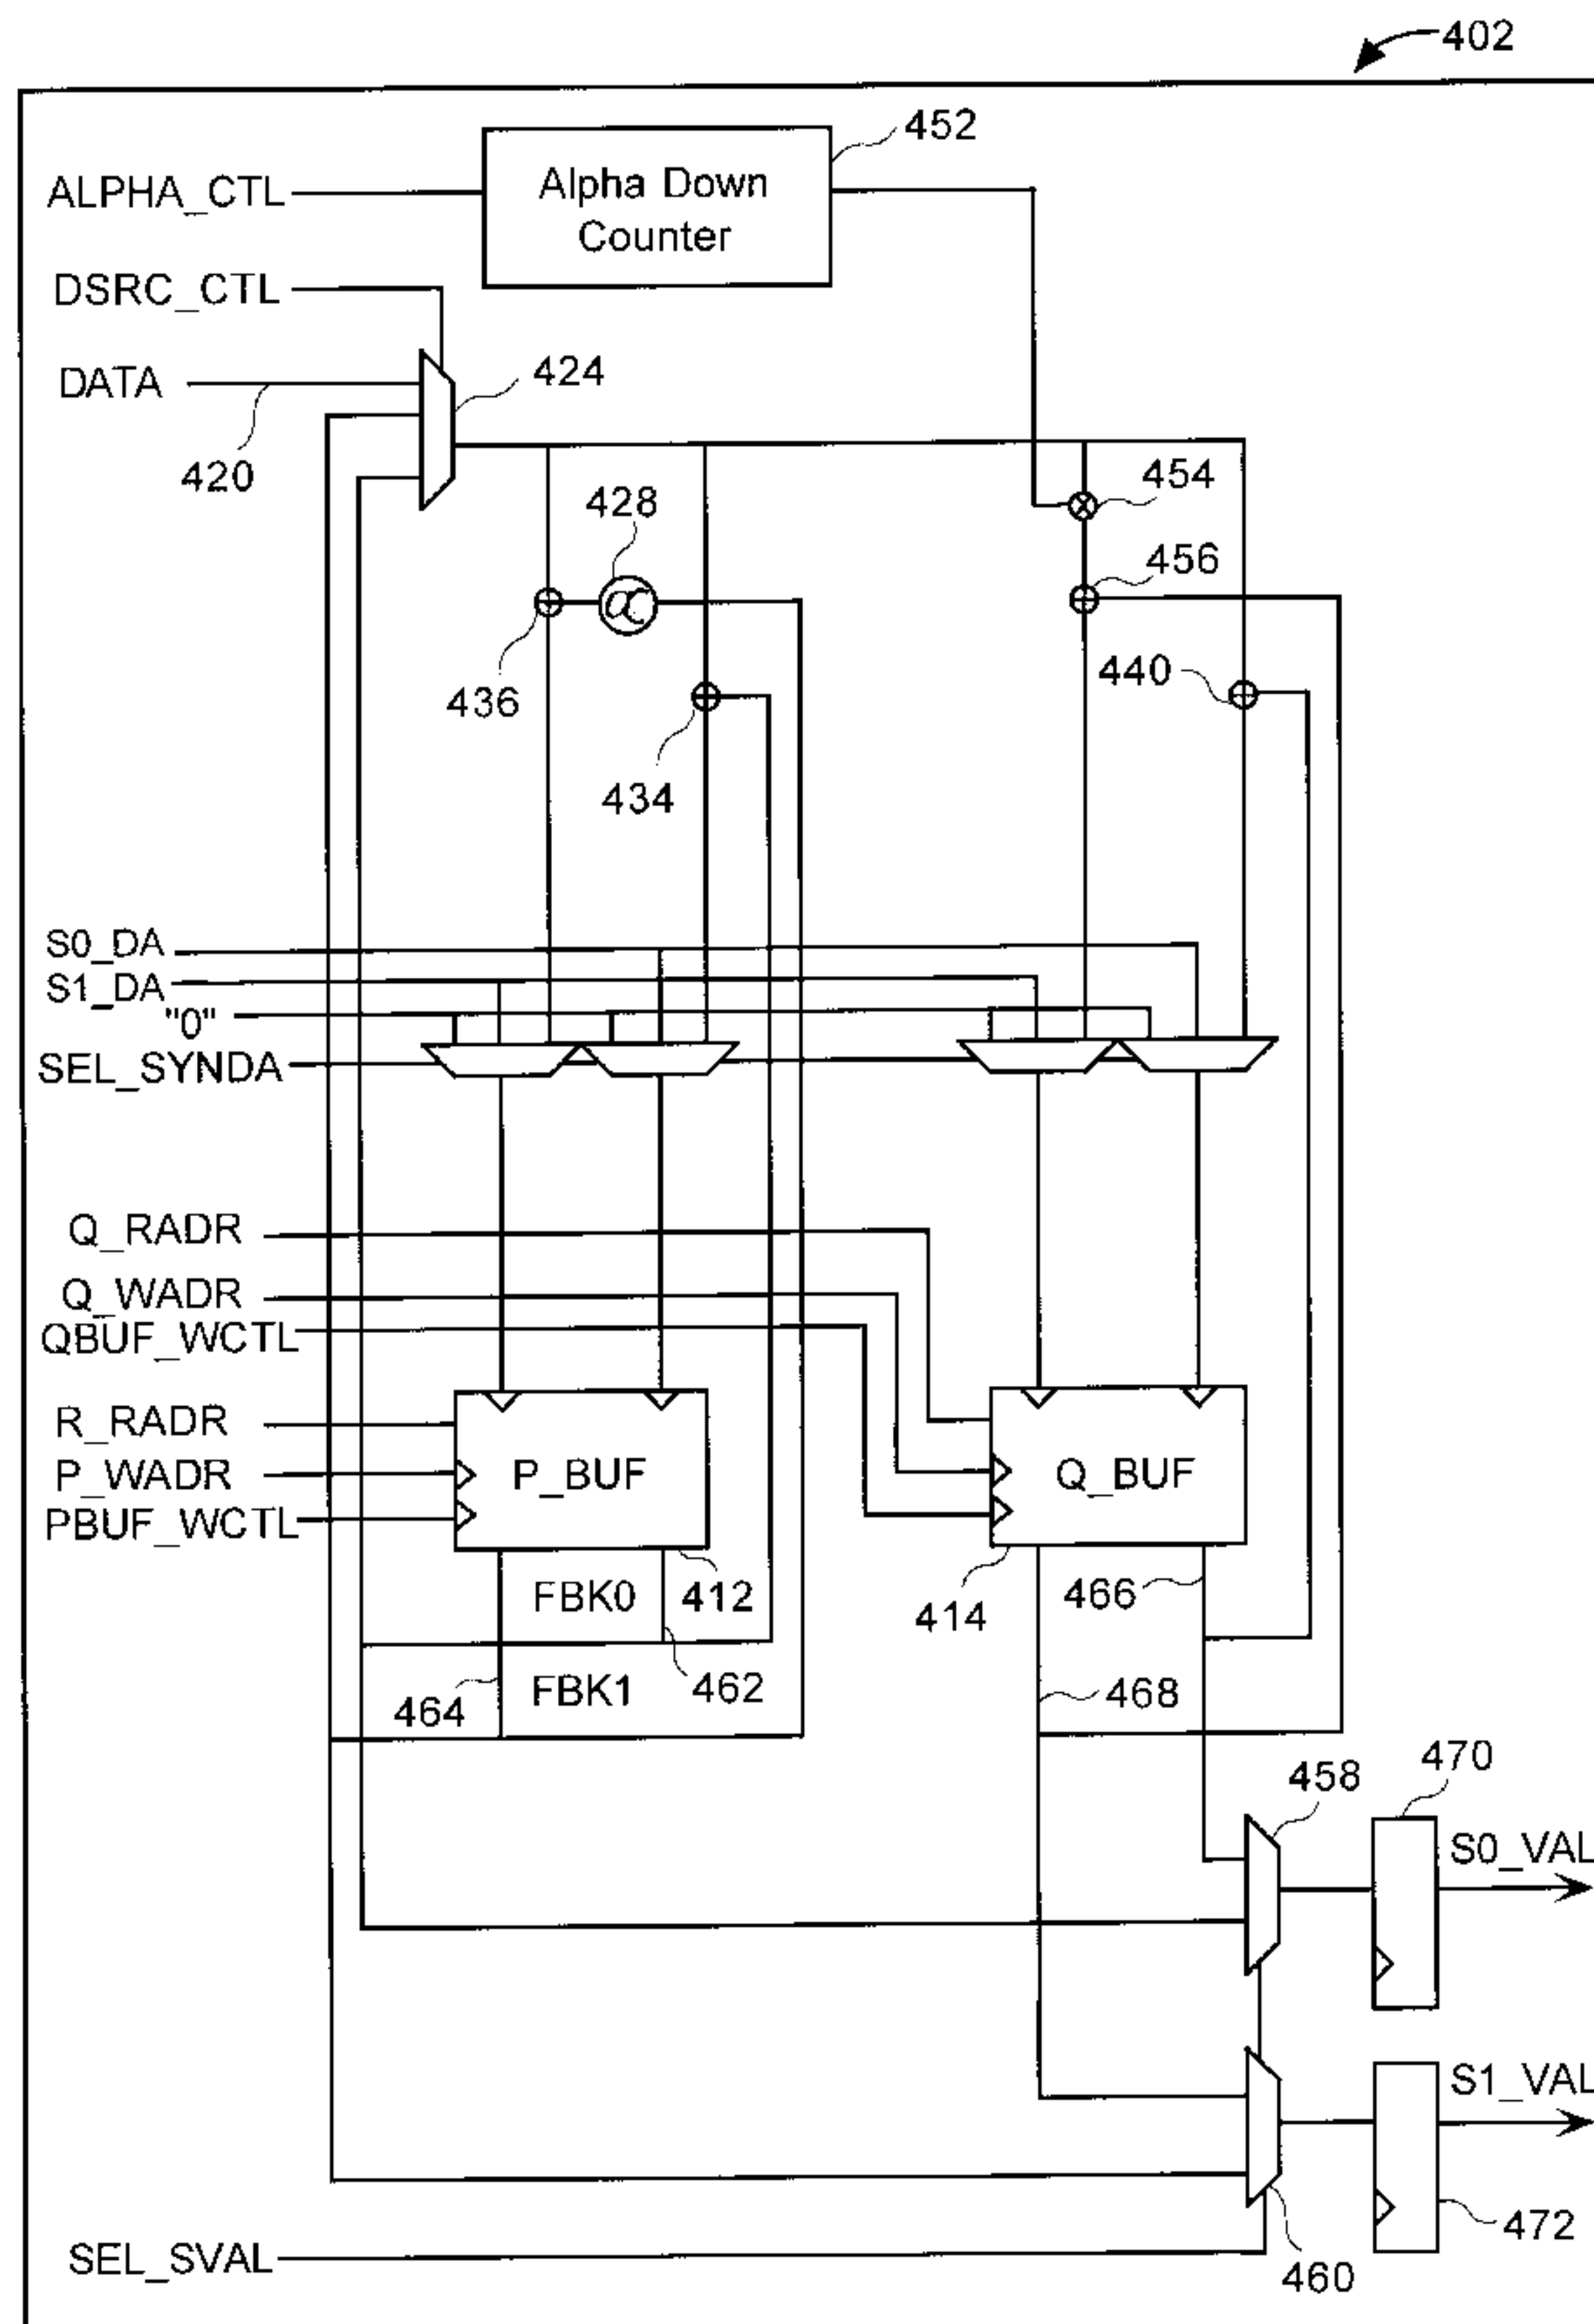 402
452
ALPHA_CTL
Alpha Down
Counter
DSRC_CTL
DATA
424
420
454
428
456
440
436
434
S0_DA
S1_DA
"0"
SEL_SYNDA
Q_RADR
Q_WADR
QBUF_WCTL
R_RADR
P_WADR
PBUF_WCTL
P_BUF
Q_BUF
FBK0
412
414
466
464
FBK1
462
468
458
470
S0_VAL
S1_VAL
472
SEL_SVAL
460